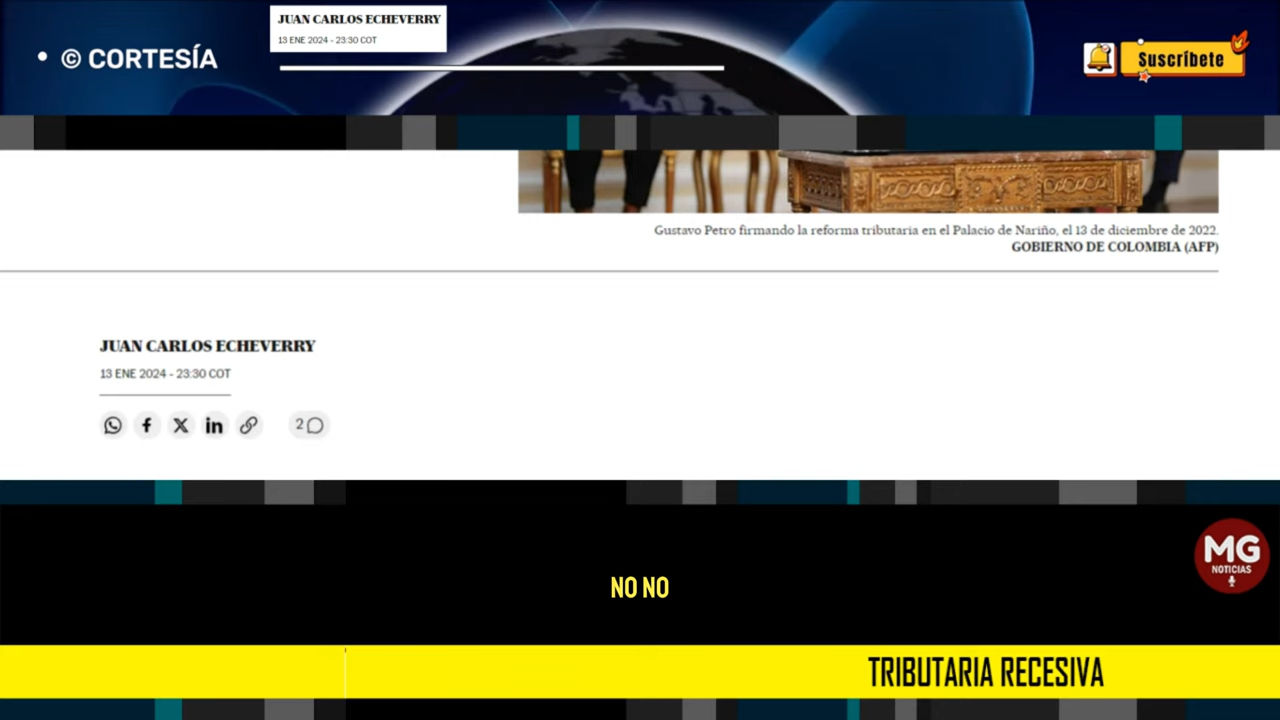 JUAN CARLOS ECHEVERRY
13 ENE 2024 - 23:30 COT
• © CORTESÍA
Suscríbete
Gustavo Petro firmando la reforma tributaria en el Palacio de Nariño, el 13 de diciembre de 2022.
GOBIERNO DE COLOMBIA (AFP)
JUAN CARLOS ECHEVERRY
13 ENE 2024 - 23:30 COT
2
MG
NOTICIAS
NO NO
TRIBUTARIA RECESIVA